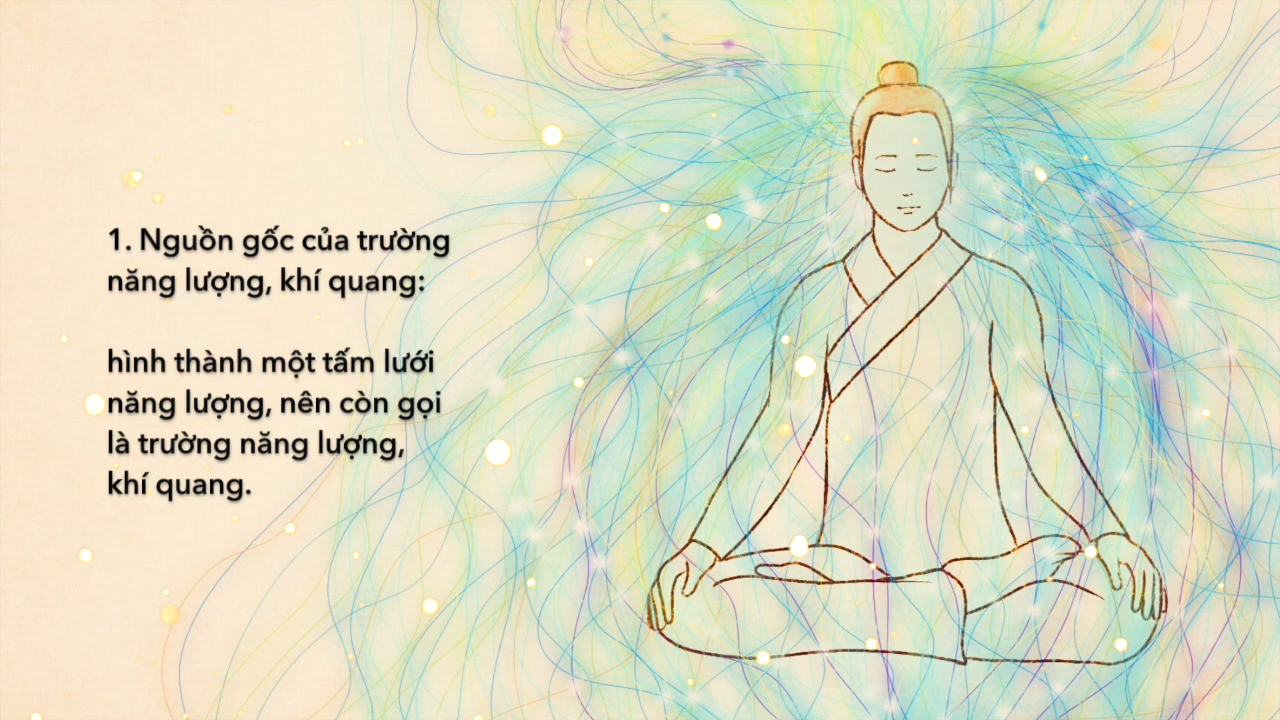 1. Nguồn gốc của trường
năng lượng, khí quang:
hình thành một tấm lưới
năng lượng, nên còn gọi
là trường năng lượng,
khí quang.